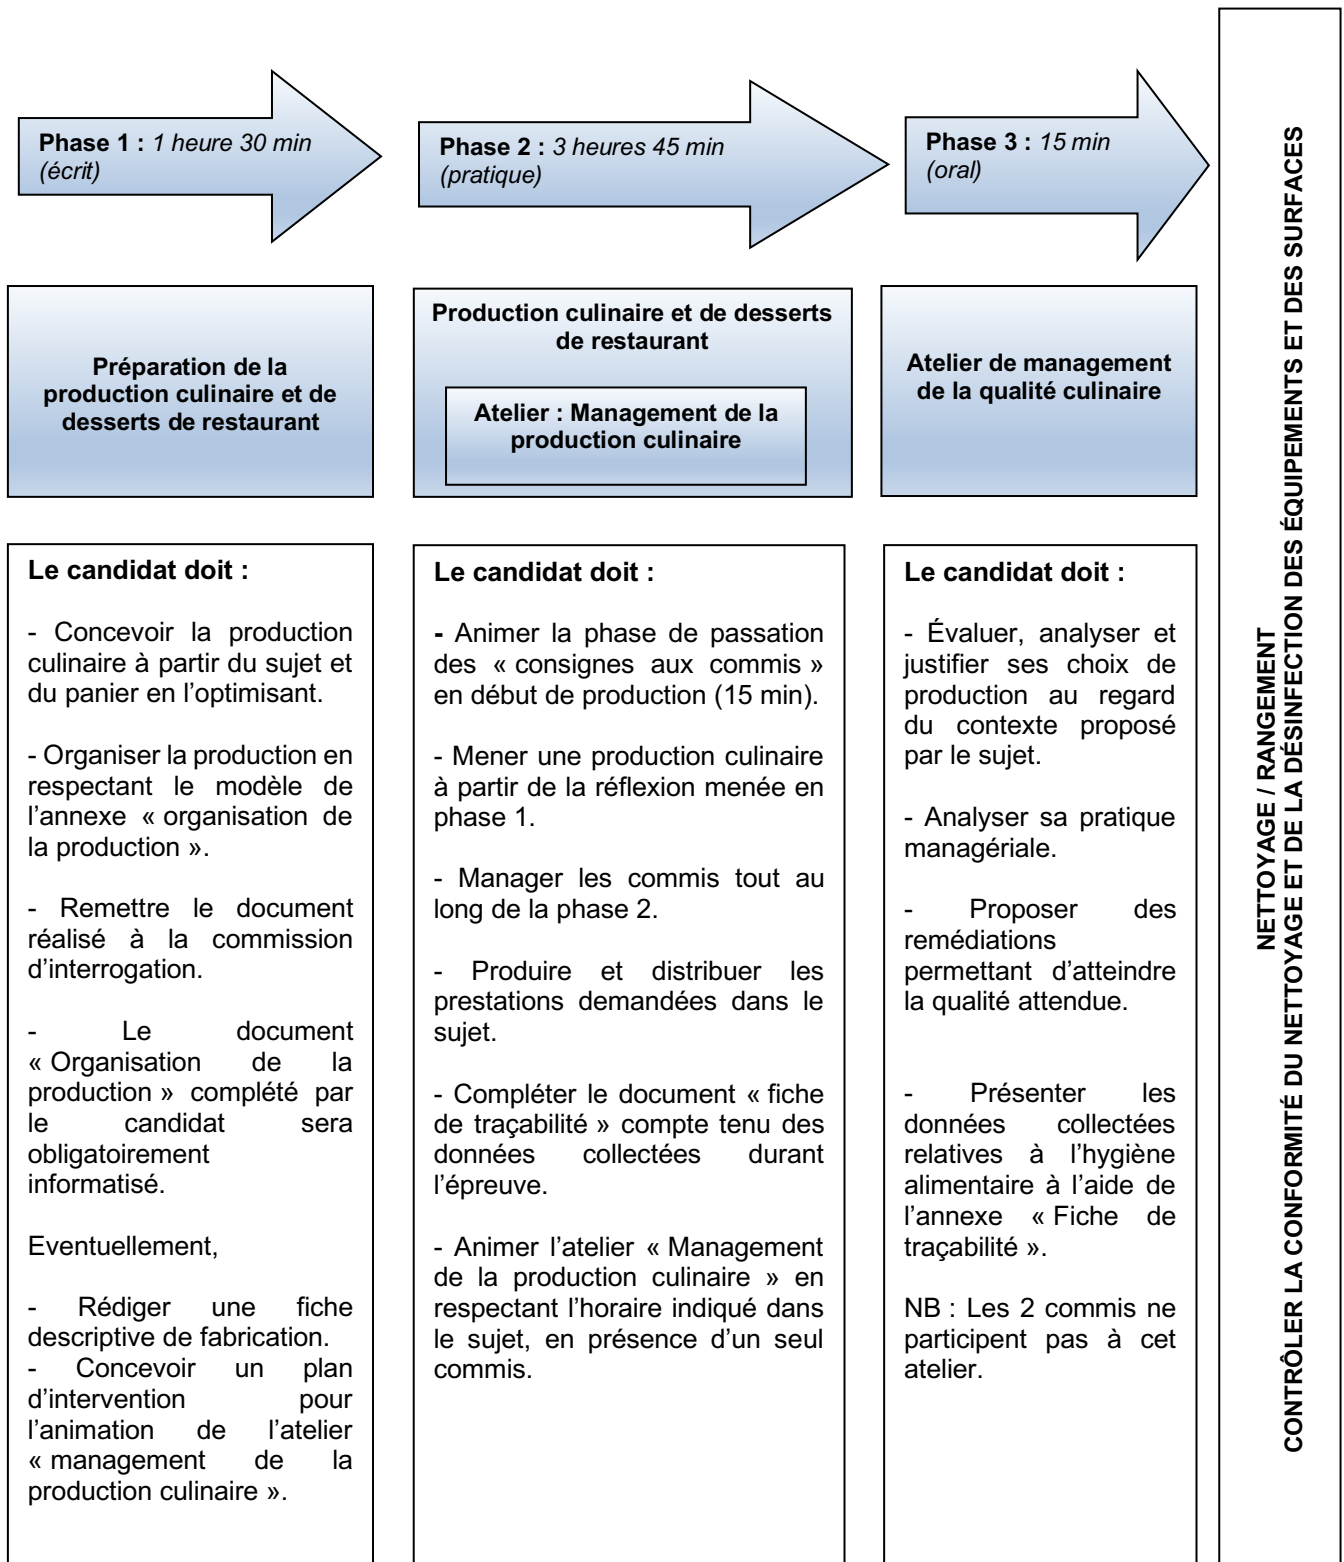 Phase 1 : 1 heure 30 min
(écrit)
Phase 2 : 3 heures 45 min
(pratique)
Phase 3 : 15 min
(oral)
Préparation de la
production culinaire et de
desserts de restaurant
Production culinaire et de desserts
de restaurant
Atelier : Management de la
production culinaire
Atelier de management
de la qualité culinaire
Le candidat doit :
- Concevoir la production
culinaire à partir du sujet et
du panier en l’optimisant.
- Organiser la production en
respectant le modèle de
l’annexe « organisation de
la production ».
- Remettre le document
réalisé à la commission
d’interrogation.
- Le document
« Organisation de la
production » complété par
le candidat sera
obligatoirement
informatisé.
Eventuellement,
- Rédiger une fiche
descriptive de fabrication.
- Concevoir un plan
d’intervention pour
l’animation de l’atelier
« management de la
production culinaire ».
Le candidat doit :
- Animer la phase de passation
des « consignes aux commis »
en début de production (15 min).
- Mener une production culinaire
à partir de la réflexion menée en
phase 1.
- Manager les commis tout au
long de la phase 2.
- Produire et distribuer les
prestations demandées dans le
sujet.
- Compléter le document « fiche
de traçabilité » compte tenu des
données collectées durant
l’épreuve.
- Animer l’atelier « Management
de la production culinaire » en
respectant l’horaire indiqué dans
le sujet, en présence d’un seul
commis.
Le candidat doit :
- Évaluer, analyser et
justifier ses choix de
production au regard
du contexte proposé
par le sujet.
- Analyser sa pratique
managériale.
- Proposer des
remédiations
permettant d’atteindre
la qualité attendue.
- Présenter les
données collectées
relatives à l’hygiène
alimentaire à l’aide de
l’annexe « Fiche de
traçabilité ».
NB : Les 2 commis ne
participent pas à cet
atelier.
NETTOYAGE / RANGEMENT
CONTRÔLER LA CONFORMITÉ DU NETTOYAGE ET DE LA DÉSINFECTION DES ÉQUIPEMENTS ET DES SURFACES